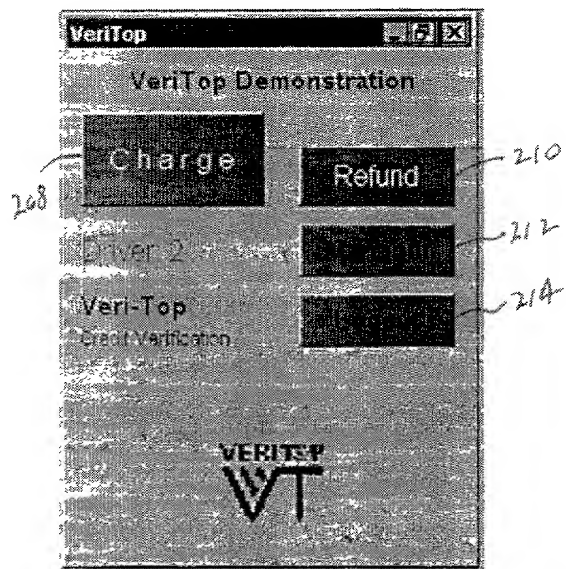 VeriTop
VeriTop Demonstration
Charge
Refund
210
208
Driver 2
212
Veri-Top
214
Credit Verification
VERITOP
VT